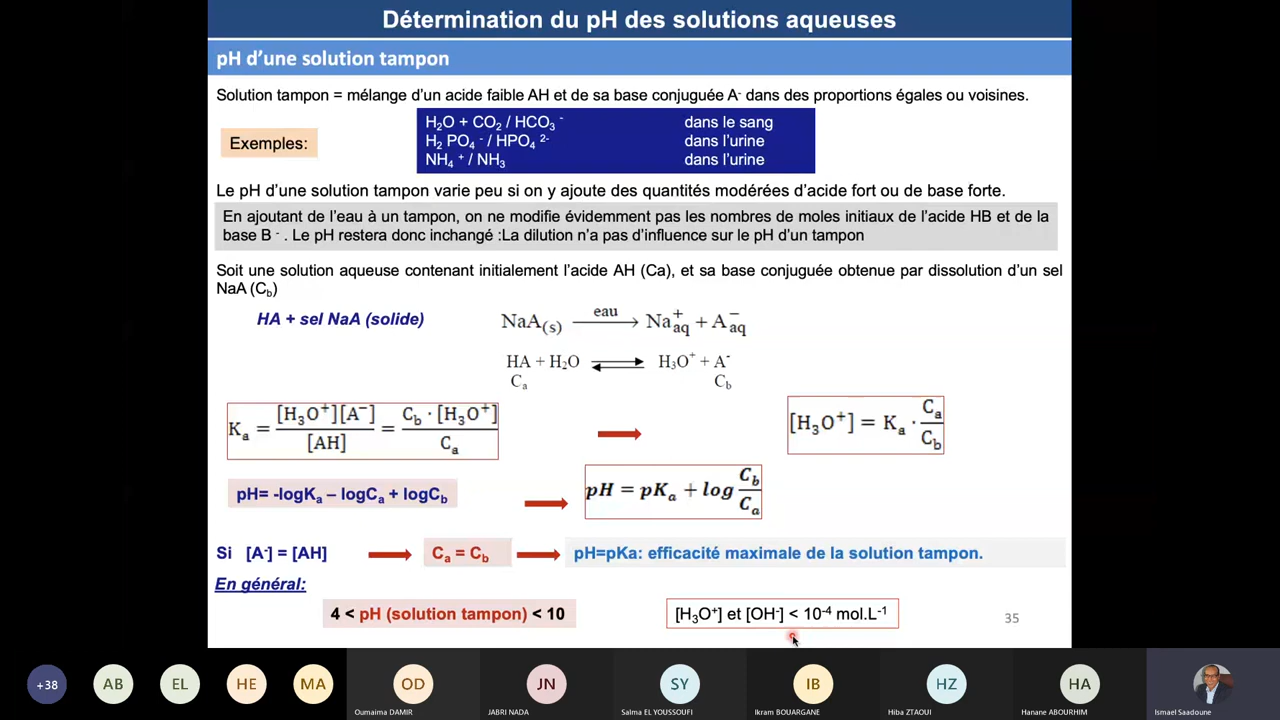 Détermination du pH des solutions aqueuses
pH d’une solution tampon
Solution tampon = mélange d’un acide faible AH et de sa base conjuguée A⁻ dans des proportions égales ou voisines.
Exemples:
H₂O + CO₂ / HCO₃ ⁻ dans le sang
H₂ PO₄ ⁻ / HPO₄ ²⁻ dans l’urine
NH₄ ⁺ / NH₃ dans l’urine
Le pH d’une solution tampon varie peu si on y ajoute des quantités modérées d’acide fort ou de base forte.
En ajoutant de l’eau à un tampon, on ne modifie évidemment pas les nombres de moles initiaux de l’acide HB et de la
base B ⁻ . Le pH restera donc inchangé :La dilution n’a pas d’influence sur le pH d’un tampon
Soit une solution aqueuse contenant initialement l’acide AH (Ca), et sa base conjuguée obtenue par dissolution d’un sel
NaA (C_b)
HA + sel NaA (solide)
NaA(s) eau → Na⁺aq + A⁻aq
HA + H₂O ⇌ H₃O⁺ + A⁻
Cₐ C_b
Kₐ = [H₃O⁺][A⁻] / [AH] = C_b · [H₃O⁺] / Cₐ
[H₃O⁺] = Kₐ · Cₐ / C_b
pH= -logKₐ – logCₐ + logC_b
pH = pKₐ + log C_b / Cₐ
Si [A⁻] = [AH]
Cₐ = C_b
pH=pKa: efficacité maximale de la solution tampon.
En général:
4 < pH (solution tampon) < 10
[H₃O⁺] et [OH⁻] < 10⁻⁴ mol.L⁻¹
35
+38 AB EL HE MA OD JN SY IB HZ HA
Oumaima DAMIR JABRI NADA Salma EL YOUSSOUFI Ikram BOUARGANE Hiba ZTAOUI Hanane ABOURHIM Ismael Saadoune